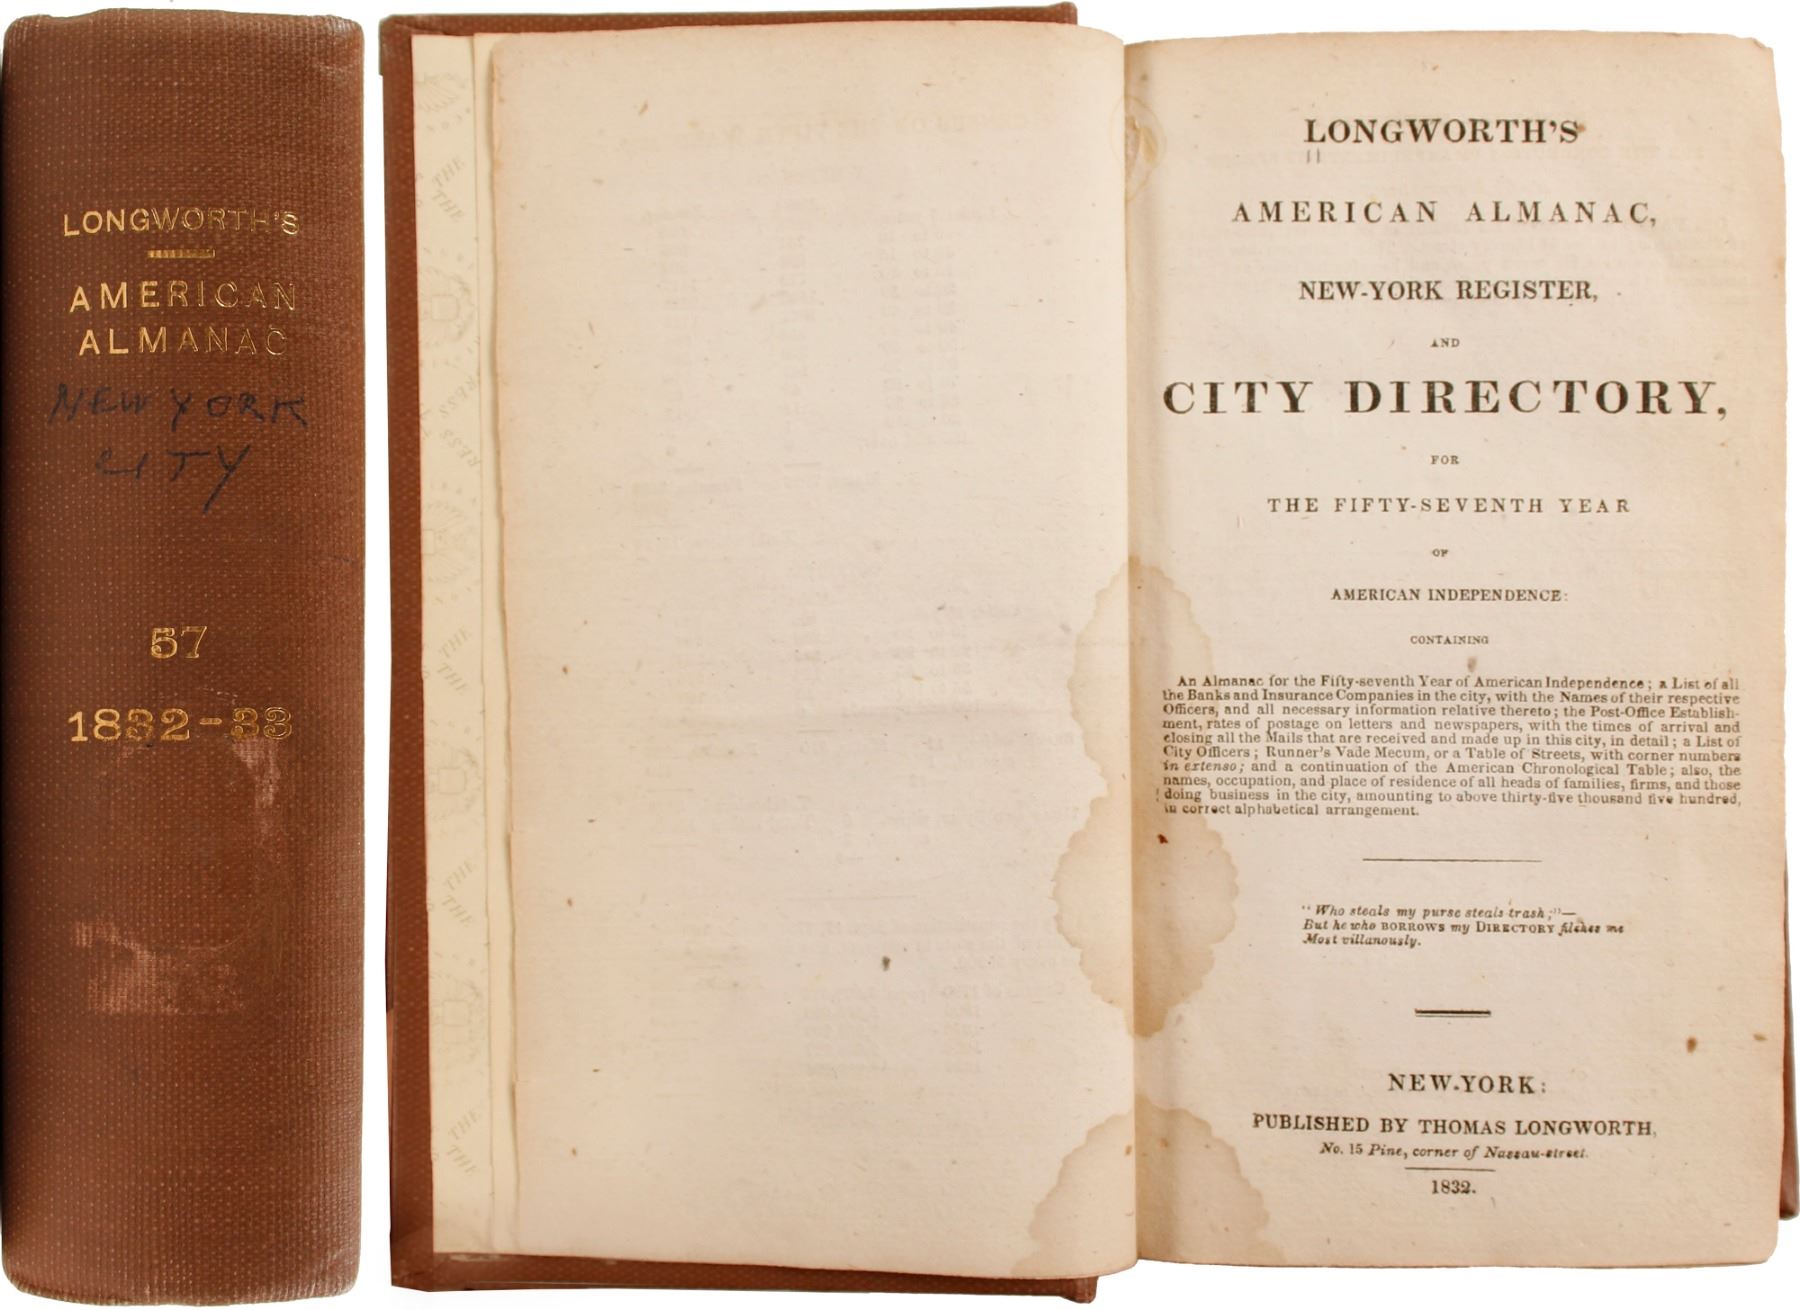 LONGWORTH'S
AMERICAN
ALMANAC
NEW YORK
CITY
57
1832-33
THE
THE
THE
THE
THE
THE
THE
THE
LONGWORTH'S
AMERICAN ALMANAC,
NEW-YORK REGISTER,
AND
CITY DIRECTORY,
FOR
THE FIFTY-SEVENTH YEAR
OF
AMERICAN INDEPENDENCE:
CONTAINING
An Almanac for the Fifty-seventh Year of American Independence; a List of all
the Banks and Insurance Companies in the city, with the Names of their respective
Officers, and all necessary information relative thereto; the Post-Office Establish-
ment, rates of postage on letters and newspapers, with the times of arrival and
closing all the Mails that are received and made up in this city, in detail; a List of
City Officers; Runner's Vade Mecum, or a Table of Streets, with corner numbers
in extenso; and a continuation of the American Chronological Table; also, the
names, occupation, and place of residence of all heads of families, firms, and those
doing business in the city, amounting to above thirty-five thousand five hundred,
in correct alphabetical arrangement.
"Who steals my purse steals trash;"—
But he who BORROWS my DIRECTORY filches me
Most villanously.
NEW-YORK:
PUBLISHED BY THOMAS LONGWORTH,
No. 15 Pine, corner of Nassau-street.
1832.